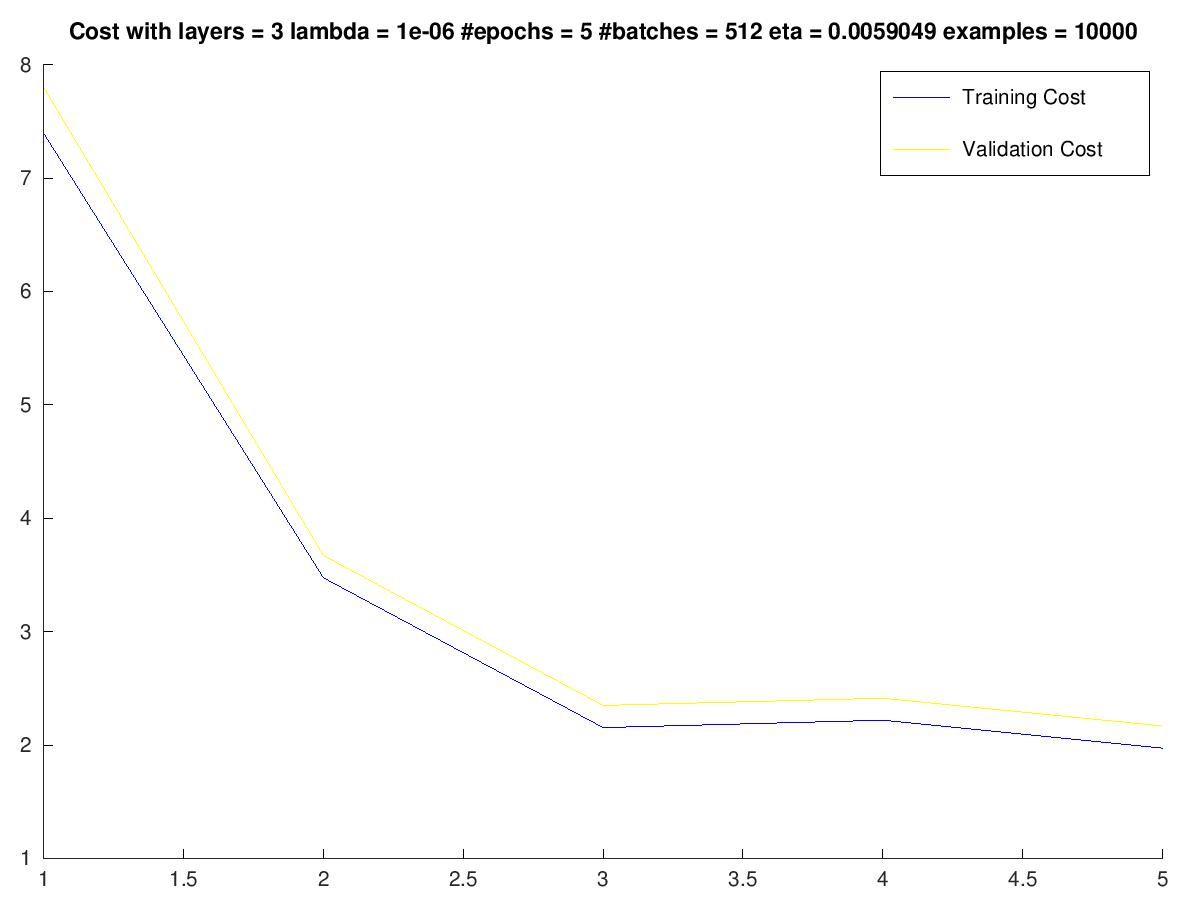 Cost with layers = 3 lambda = 1e-06 #epochs = 5 #batches = 512 eta = 0.0059049 examples = 10000
8
Training Cost
Validation Cost
7
6
5
4
3
2
1
1 1.5 2 2.5 3 3.5 4 4.5 5